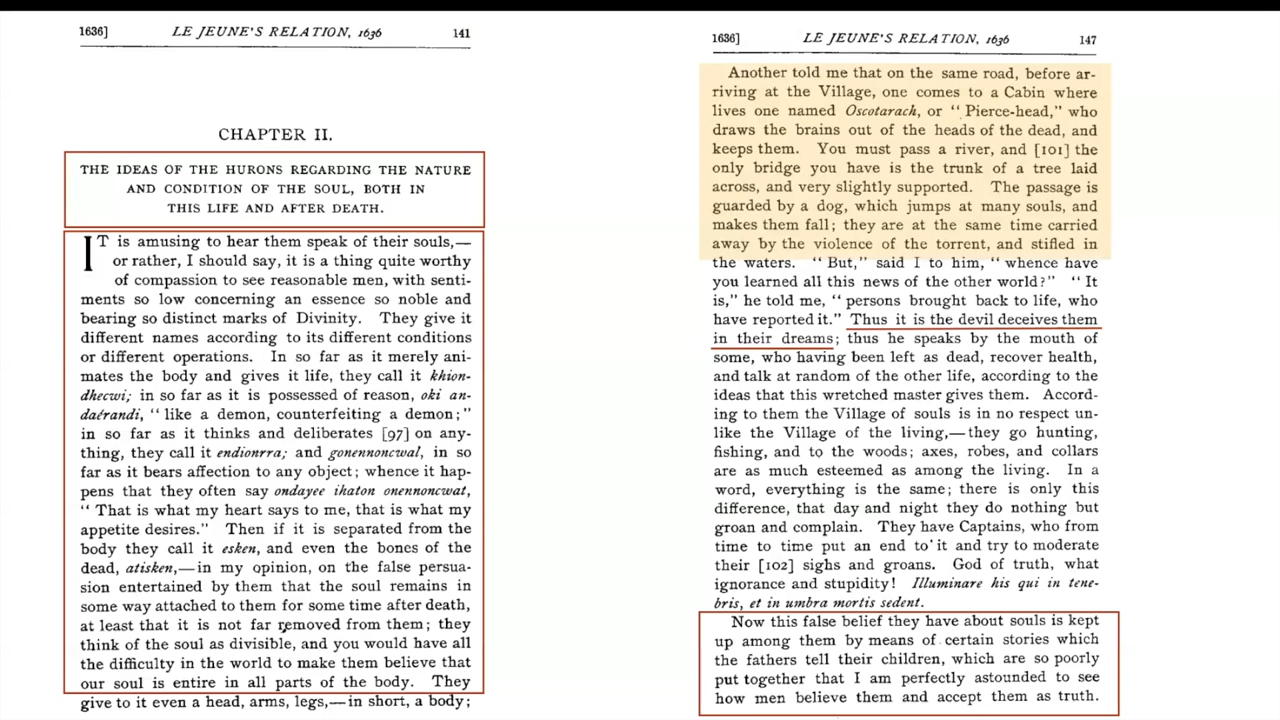 1636] LE JEUNE'S RELATION, 1636 141
CHAPTER II.
THE IDEAS OF THE HURONS REGARDING THE NATURE
AND CONDITION OF THE SOUL, BOTH IN
THIS LIFE AND AFTER DEATH.
IT is amusing to hear them speak of their souls,—
or rather, I should say, it is a thing quite worthy
of compassion to see reasonable men, with senti-
ments so low concerning an essence so noble and
bearing so distinct marks of Divinity. They give it
different names according to its different conditions
or different operations. In so far as it merely ani-
mates the body and gives it life, they call it khion-
dhecwi; in so far as it is possessed of reason, oki an-
daérandi, "like a demon, counterfeiting a demon;"
in so far as it thinks and deliberates [97] on any-
thing, they call it endionrra; and gonennoncwal, in so
far as it bears affection to any object; whence it hap-
pens that they often say ondayee ihaton onennoncwat,
"That is what my heart says to me, that is what my
appetite desires." Then if it is separated from the
body they call it esken, and even the bones of the
dead, atisken,—in my opinion, on the false persua-
sion entertained by them that the soul remains in
some way attached to them for some time after death,
at least that it is not far removed from them; they
think of the soul as divisible, and you would have all
the difficulty in the world to make them believe that
our soul is entire in all parts of the body. They
give to it even a head, arms, legs,—in short, a body;
1636] LE JEUNE'S RELATION, 1636 147
Another told me that on the same road, before ar-
riving at the Village, one comes to a Cabin where
lives one named Oscotarach, or "Pierce-head," who
draws the brains out of the heads of the dead, and
keeps them. You must pass a river, and [101] the
only bridge you have is the trunk of a tree laid
across, and very slightly supported. The passage is
guarded by a dog, which jumps at many souls, and
makes them fall; they are at the same time carried
away by the violence of the torrent, and stifled in
the waters. "But," said I to him, "whence have
you learned all this news of the other world?" "It
is," he told me, "persons brought back to life, who
have reported it." Thus it is the devil deceives them
in their dreams; thus he speaks by the mouth of
some, who having been left as dead, recover health,
and talk at random of the other life, according to the
ideas that this wretched master gives them. Accord-
ing to them the Village of souls is in no respect un-
like the Village of the living,—they go hunting,
fishing, and to the woods; axes, robes, and collars
are as much esteemed as among the living. In a
word, everything is the same; there is only this
difference, that day and night they do nothing but
groan and complain. They have Captains, who from
time to time put an end to it and try to moderate
their [102] sighs and groans. God of truth, what
ignorance and stupidity! Illuminare his qui in tene-
bris, et in umbra mortis sedent.
Now this false belief they have about souls is kept
up among them by means of certain stories which
the fathers tell their children, which are so poorly
put together that I am perfectly astounded to see
how men believe them and accept them as truth.